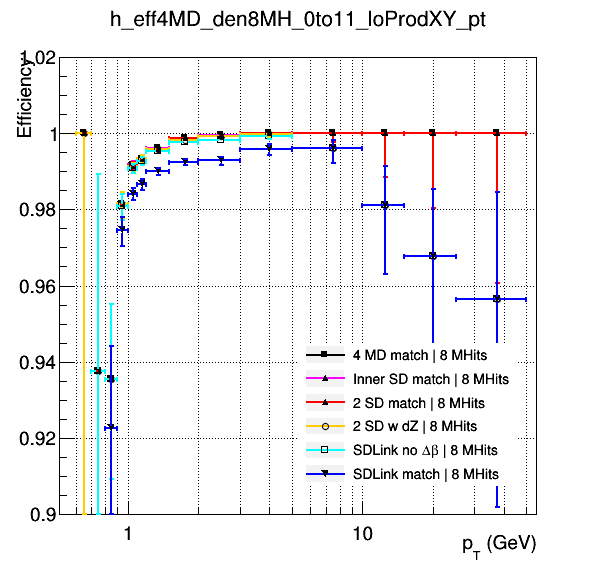 h_eff4MD_den8MH_0to11_loProdXY_pt
Efficiency
1.02
1
0.98
0.96
0.94
0.92
0.9
4 MD match | 8 MHits
Inner SD match | 8 MHits
2 SD match | 8 MHits
2 SD w dZ | 8 MHits
SDLink no Δβ | 8 MHits
SDLink match | 8 MHits
1
10
p_T (GeV)